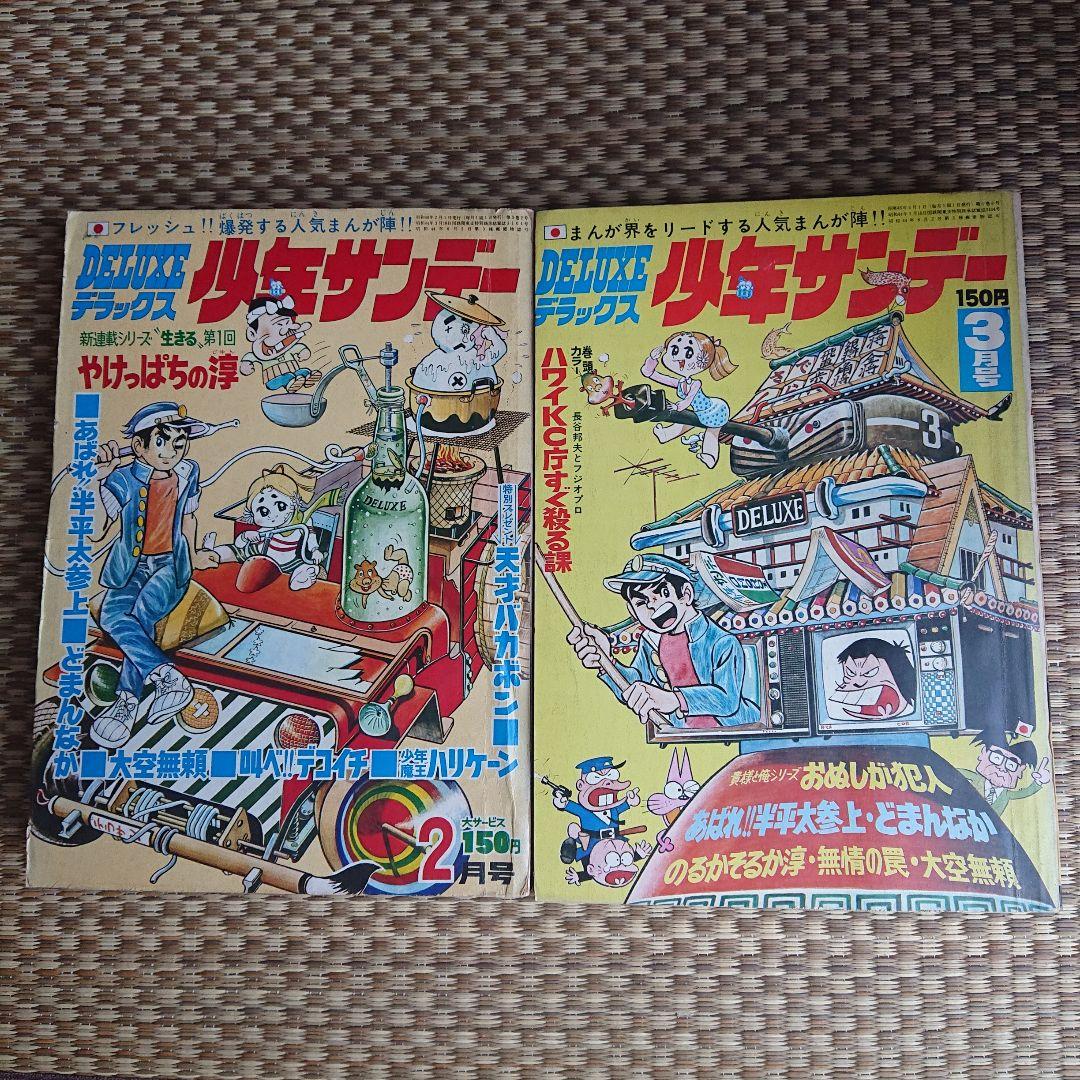 フレッシュ!!爆発する人気まんが陣!!
DELUXE
デラックス
少年サンデー
新連載シリーズ“生きる”第1回
やけっぱちの淳
■あばれ!!半平太参上■どまんなか
特別プレゼント
天才バカボン■
■大空無頼■叫べ!!デコイチ■少年魔王ハリケーン
DELUXE
大サービス
150円
2月号
まんが界をリードする人気まんが陣!!
DELUXE
デラックス
少年サンデー
150円
3月号
巻頭カラー
ハワイKC庁すぐ殺る課
長谷邦夫とフジオプロ
3
DELUXE
貴様と俺シリーズ
おぬしが犯人
あばれ!!半平太参上・どまんなか
のるかそるか淳・無情の罠・大空無頼